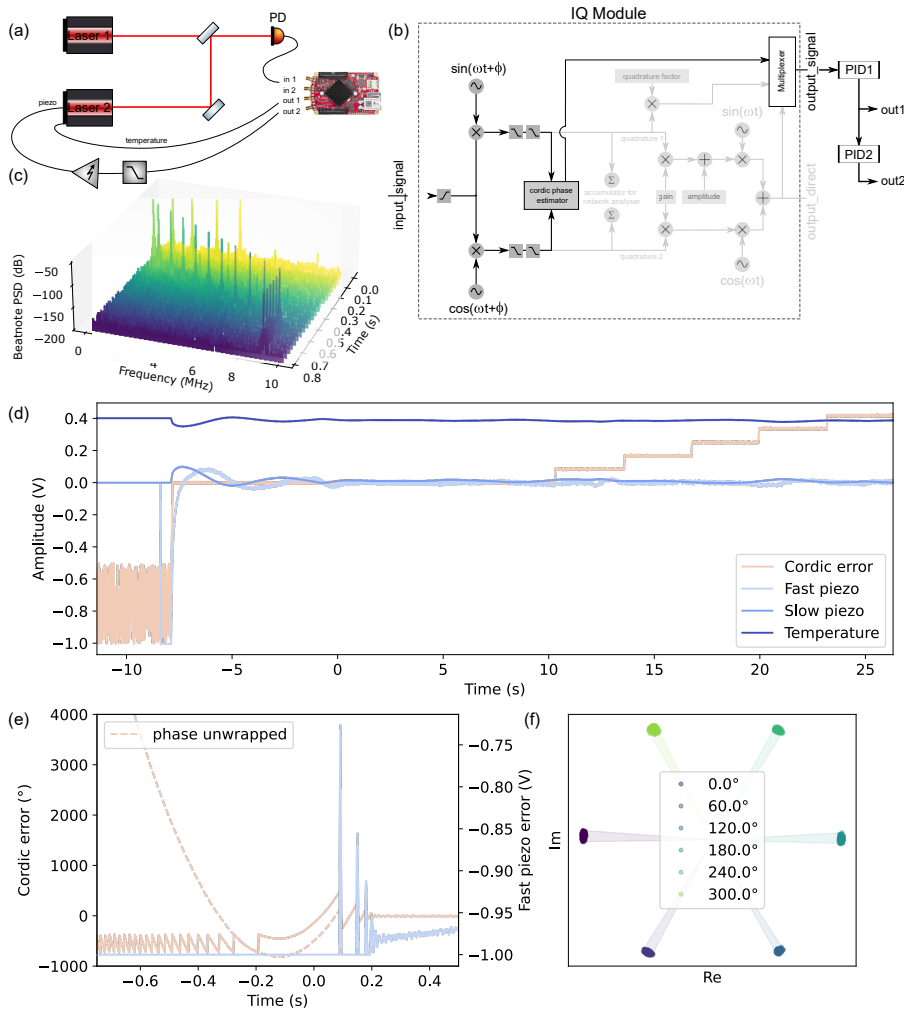 (a)
Laser 1
PD
in 1
in 2
out 1
out 2
piezo
Laser 2
temperature
(b)
IQ Module
sin(ωt+ϕ)
quadrature factor
Multiplexer
output_signal
PID1
out1
PID2
out2
quadrature 1
sin(ωt)
input_signal
cordic phase
estimator
Σ
accumulator for
network analyser
Σ
gain
amplitude
output_direct
quadrature 2
cos(ωt+ϕ)
cos(ωt)
(c)
Beatnote PSD (dB)
−50
−100
−150
−200
0
4
6
8
10
Frequency (MHz)
0.0
0.1
0.2
0.3
0.4
0.5
0.6
0.7
0.8
Time (s)
(d)
Amplitude (V)
0.4
0.2
0.0
−0.2
−0.4
−0.6
−0.8
−1.0
Cordic error
Fast piezo
Slow piezo
Temperature
−10
−5
0
5
10
15
20
25
Time (s)
(e)
Cordic error (°)
4000
3000
2000
1000
0
−1000
phase unwrapped
−0.75
−0.80
−0.85
−0.90
−0.95
−1.00
Fast piezo error (V)
−0.6
−0.4
−0.2
0.0
0.2
0.4
Time (s)
(f)
Im
0.0°
60.0°
120.0°
180.0°
240.0°
300.0°
Re